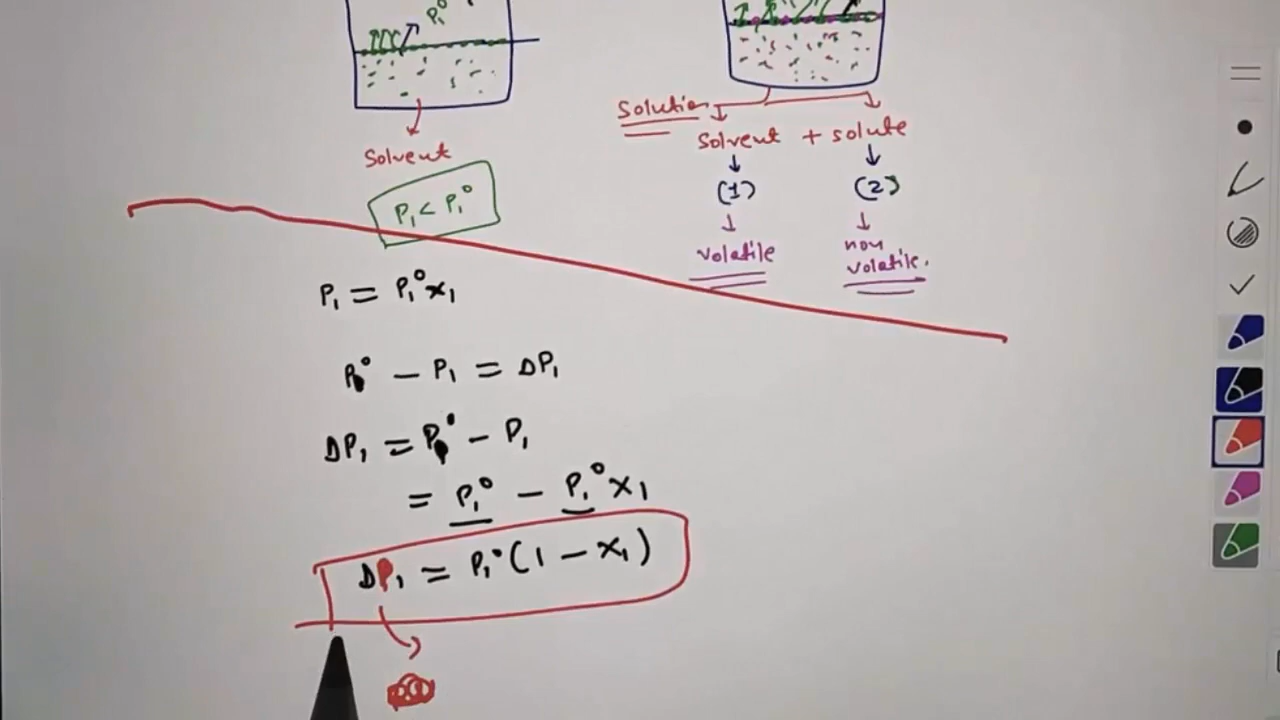 P₁°
Solvent
Solution
Solvent + solute
(1) (2)
volatile
non
volatile.
P₁ < P₁°
P₁ = P₁°x₁
P₁° − P₁ = ΔP₁
ΔP₁ = P₁° − P₁
= P₁° − P₁°x₁
ΔP₁ = P₁°(1 − x₁)